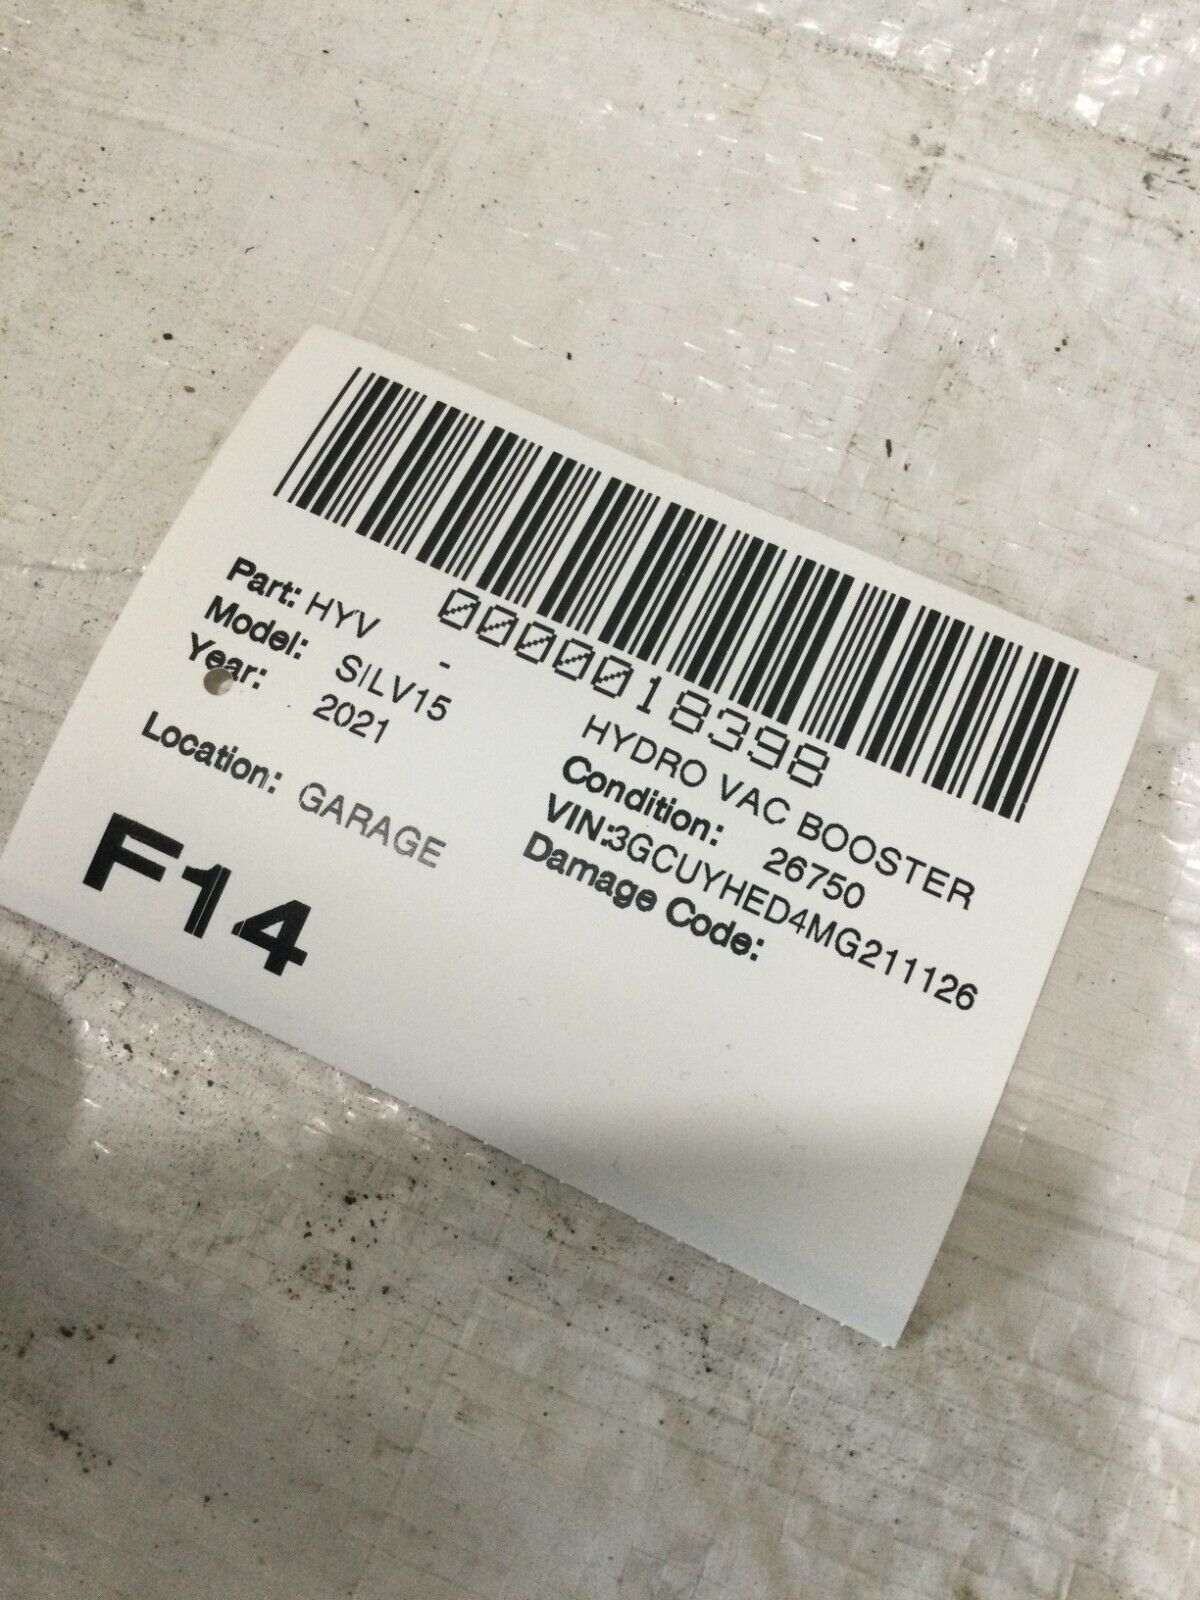 0000018398
Part: HYV - HYDRO VAC BOOSTER
Model: SILV15 Condition: 26750
Year: 2021 VIN:3GCUYHED4MG211126
Damage Code:
Location: GARAGE
F14